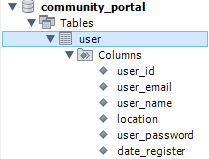 community_portal
Tables
user
Columns
user_id
user_email
user_name
location
user_password
date_register